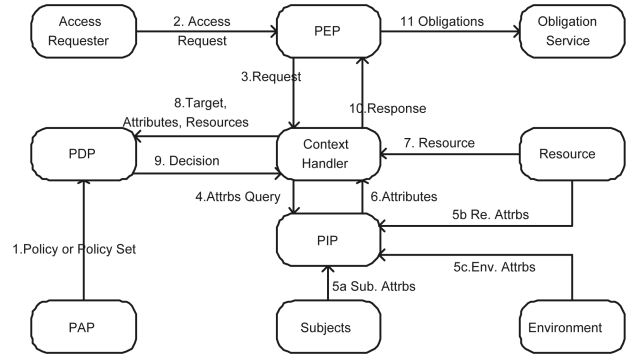 Access
Requester
2. Access
Request
PEP
11 Obligations
Obligation
Service
3.Request
8.Target,
Attributes, Resources
10.Response
PDP
9. Decision
Context
Handler
7. Resource
Resource
4.Attrbs Query
6.Attributes
5b Re. Attrbs
PIP
1.Policy or Policy Set
5c.Env. Attrbs
5a Sub. Attrbs
PAP
Subjects
Environment